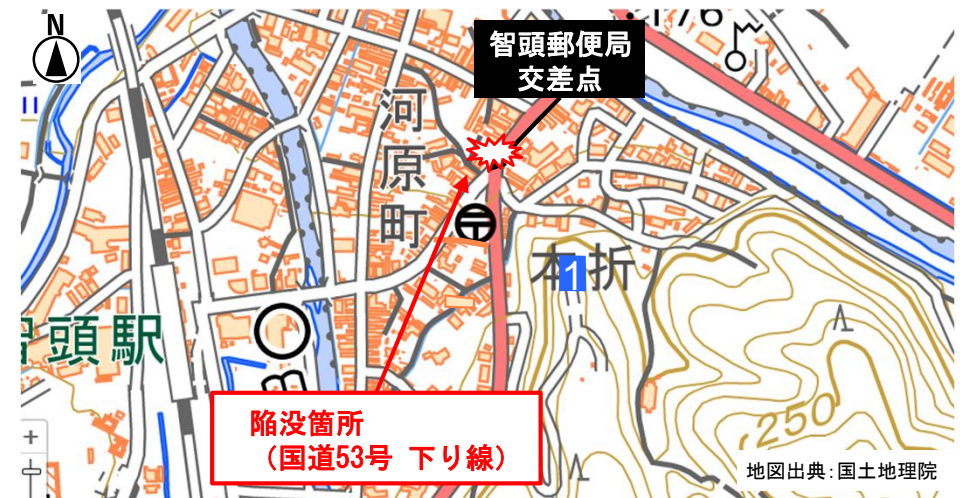 N
176
智頭郵便局
交差点
河原町
本折
1
頭駅
250
陥没箇所
（国道53号 下り線）
+
地図出典：国土地理院